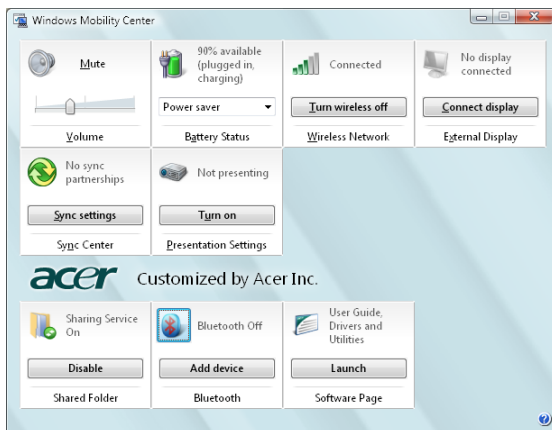 Windows Mobility Center
Mute
Volume
90% available
(plugged in,
charging)
Power saver
Battery Status
Connected
Turn wireless off
Wireless Network
No display
connected
Connect display
External Display
No sync
partnerships
Sync settings
Sync Center
Not presenting
Turn on
Presentation Settings
acer Customized by Acer Inc.
Sharing Service
On
Disable
Shared Folder
Bluetooth Off
Add device
Bluetooth
User Guide,
Drivers and
Utilities
Launch
Software Page
?